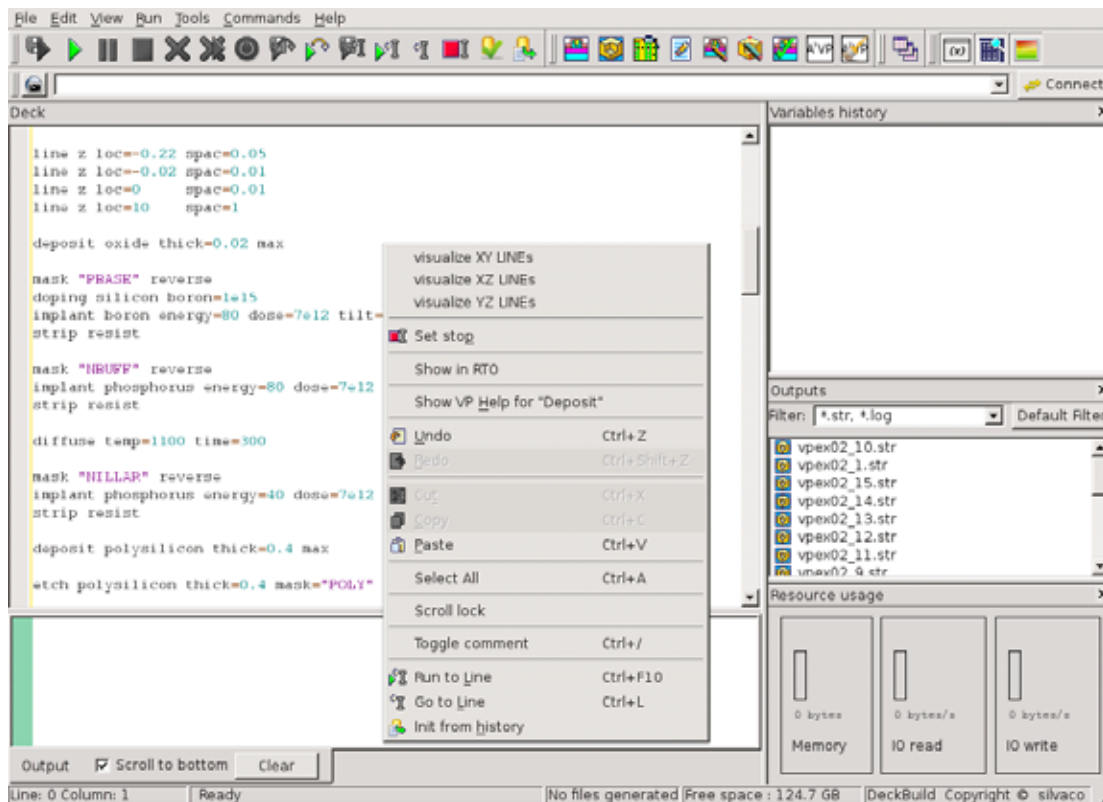 File Edit View Run Tools Commands Help
Connect
Deck
Variables history
line z loc=-0.22 spac=0.05
line z loc=-0.02 spac=0.01
line z loc=0 spac=0.01
line z loc=10 spac=1
deposit oxide thick=0.02 max
mask "PBASE" reverse
doping silicon boron=1e15
implant boron energy=80 dose=7e12 tilt=
strip resist
mask "NBUFF" reverse
implant phosphorus energy=80 dose=7e12
strip resist
diffuse temp=1100 time=300
mask "NILLAR" reverse
implant phosphorus energy=40 dose=7e12
strip resist
deposit polysilicon thick=0.4 max
etch polysilicon thick=0.4 mask="POLY"
visualize XY LINEs
visualize XZ LINEs
visualize YZ LINEs
Set stop
Show in RTO
Show VP Help for "Deposit"
Undo Ctrl+Z
Redo Ctrl+Shift+Z
Cut Ctrl+X
Copy Ctrl+C
Paste Ctrl+V
Select All Ctrl+A
Scroll lock
Toggle comment Ctrl+/
Run to Line Ctrl+F10
Go to Line Ctrl+L
Init from history
Outputs
Filter: *.str, *.log Default Filte
vpex02_10.str
vpex02_1.str
vpex02_15.str
vpex02_14.str
vpex02_13.str
vpex02_12.str
vpex02_11.str
vpex02_9.str
Resource usage
0 bytes 0 bytes/s 0 bytes/s
Memory IO read IO write
Output Scroll to bottom Clear
Line: 0 Column: 1 Ready No files generated Free space : 124.7 GB DeckBuild Copyright © silvaco